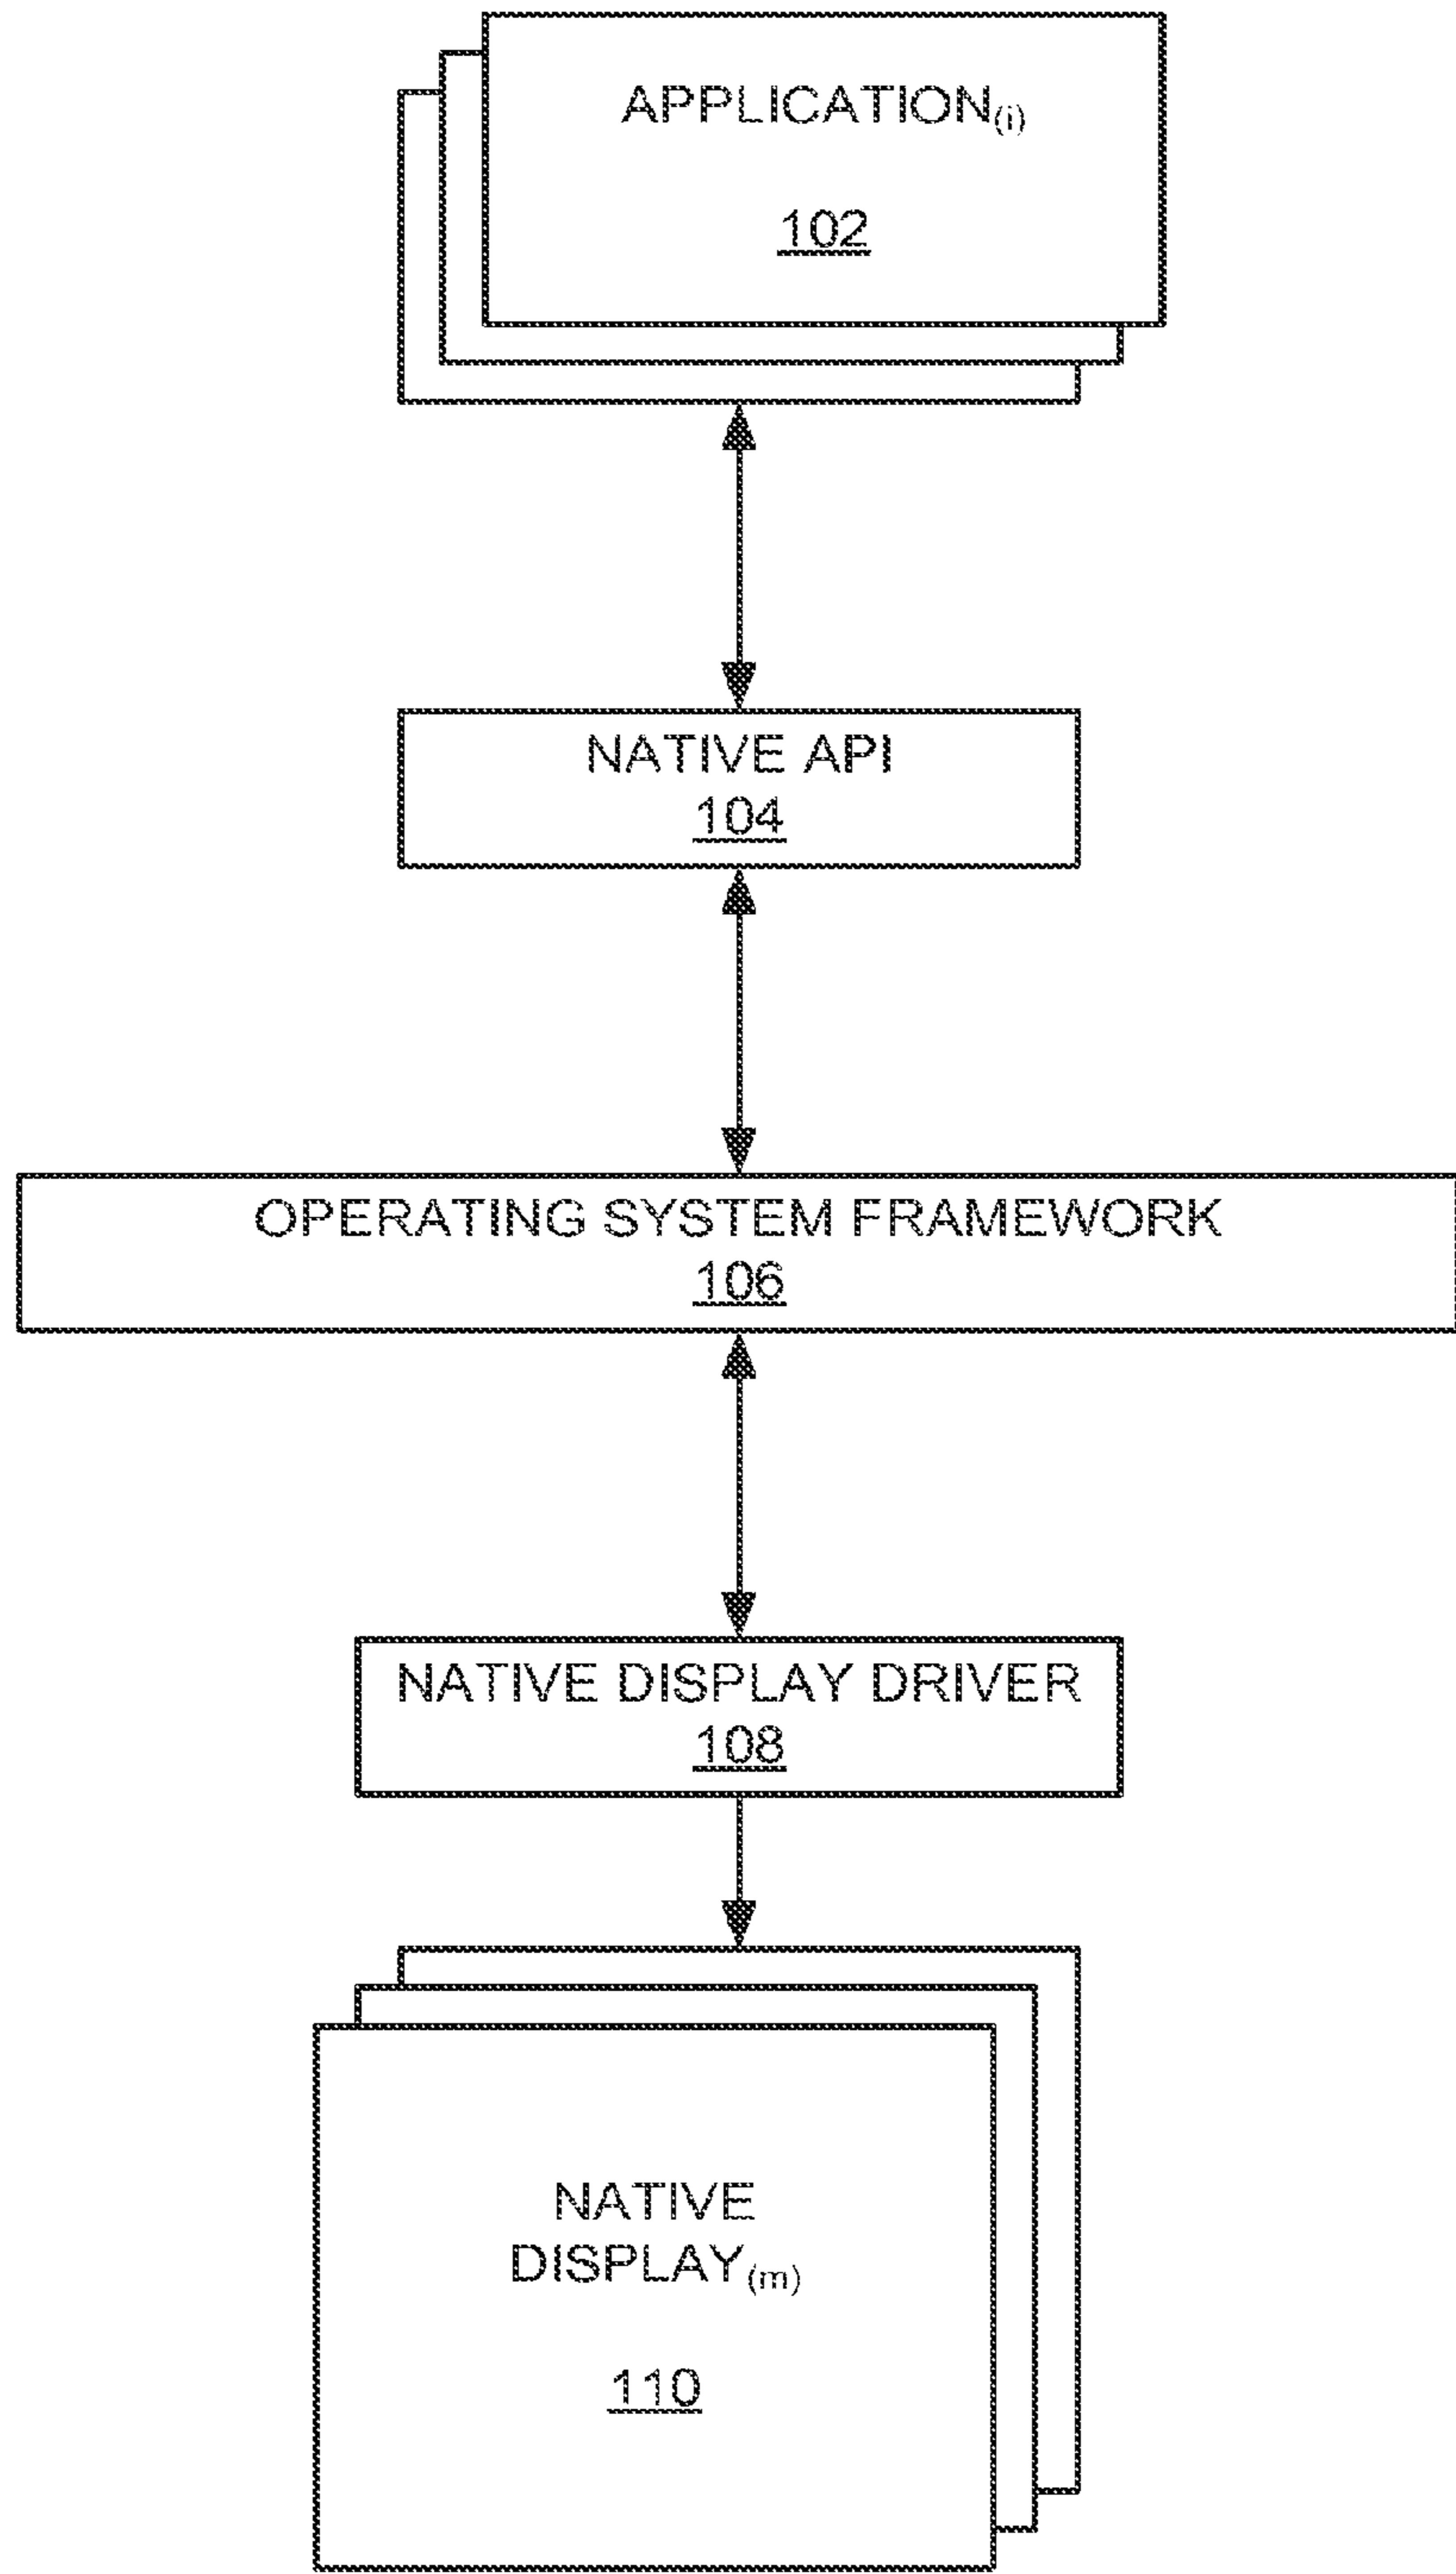 APPLICATION(i)
102
NATIVE API
104
OPERATING SYSTEM FRAMEWORK
106
NATIVE DISPLAY DRIVER
108
NATIVE
DISPLAY(m)
110